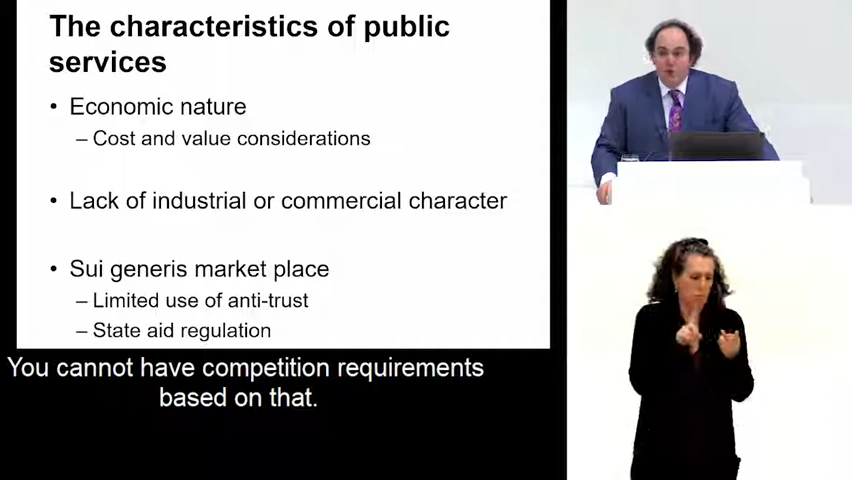 The characteristics of public
services
• Economic nature
– Cost and value considerations
• Lack of industrial or commercial character
• Sui generis market place
– Limited use of anti-trust
– State aid regulation
You cannot have competition requirements
based on that.